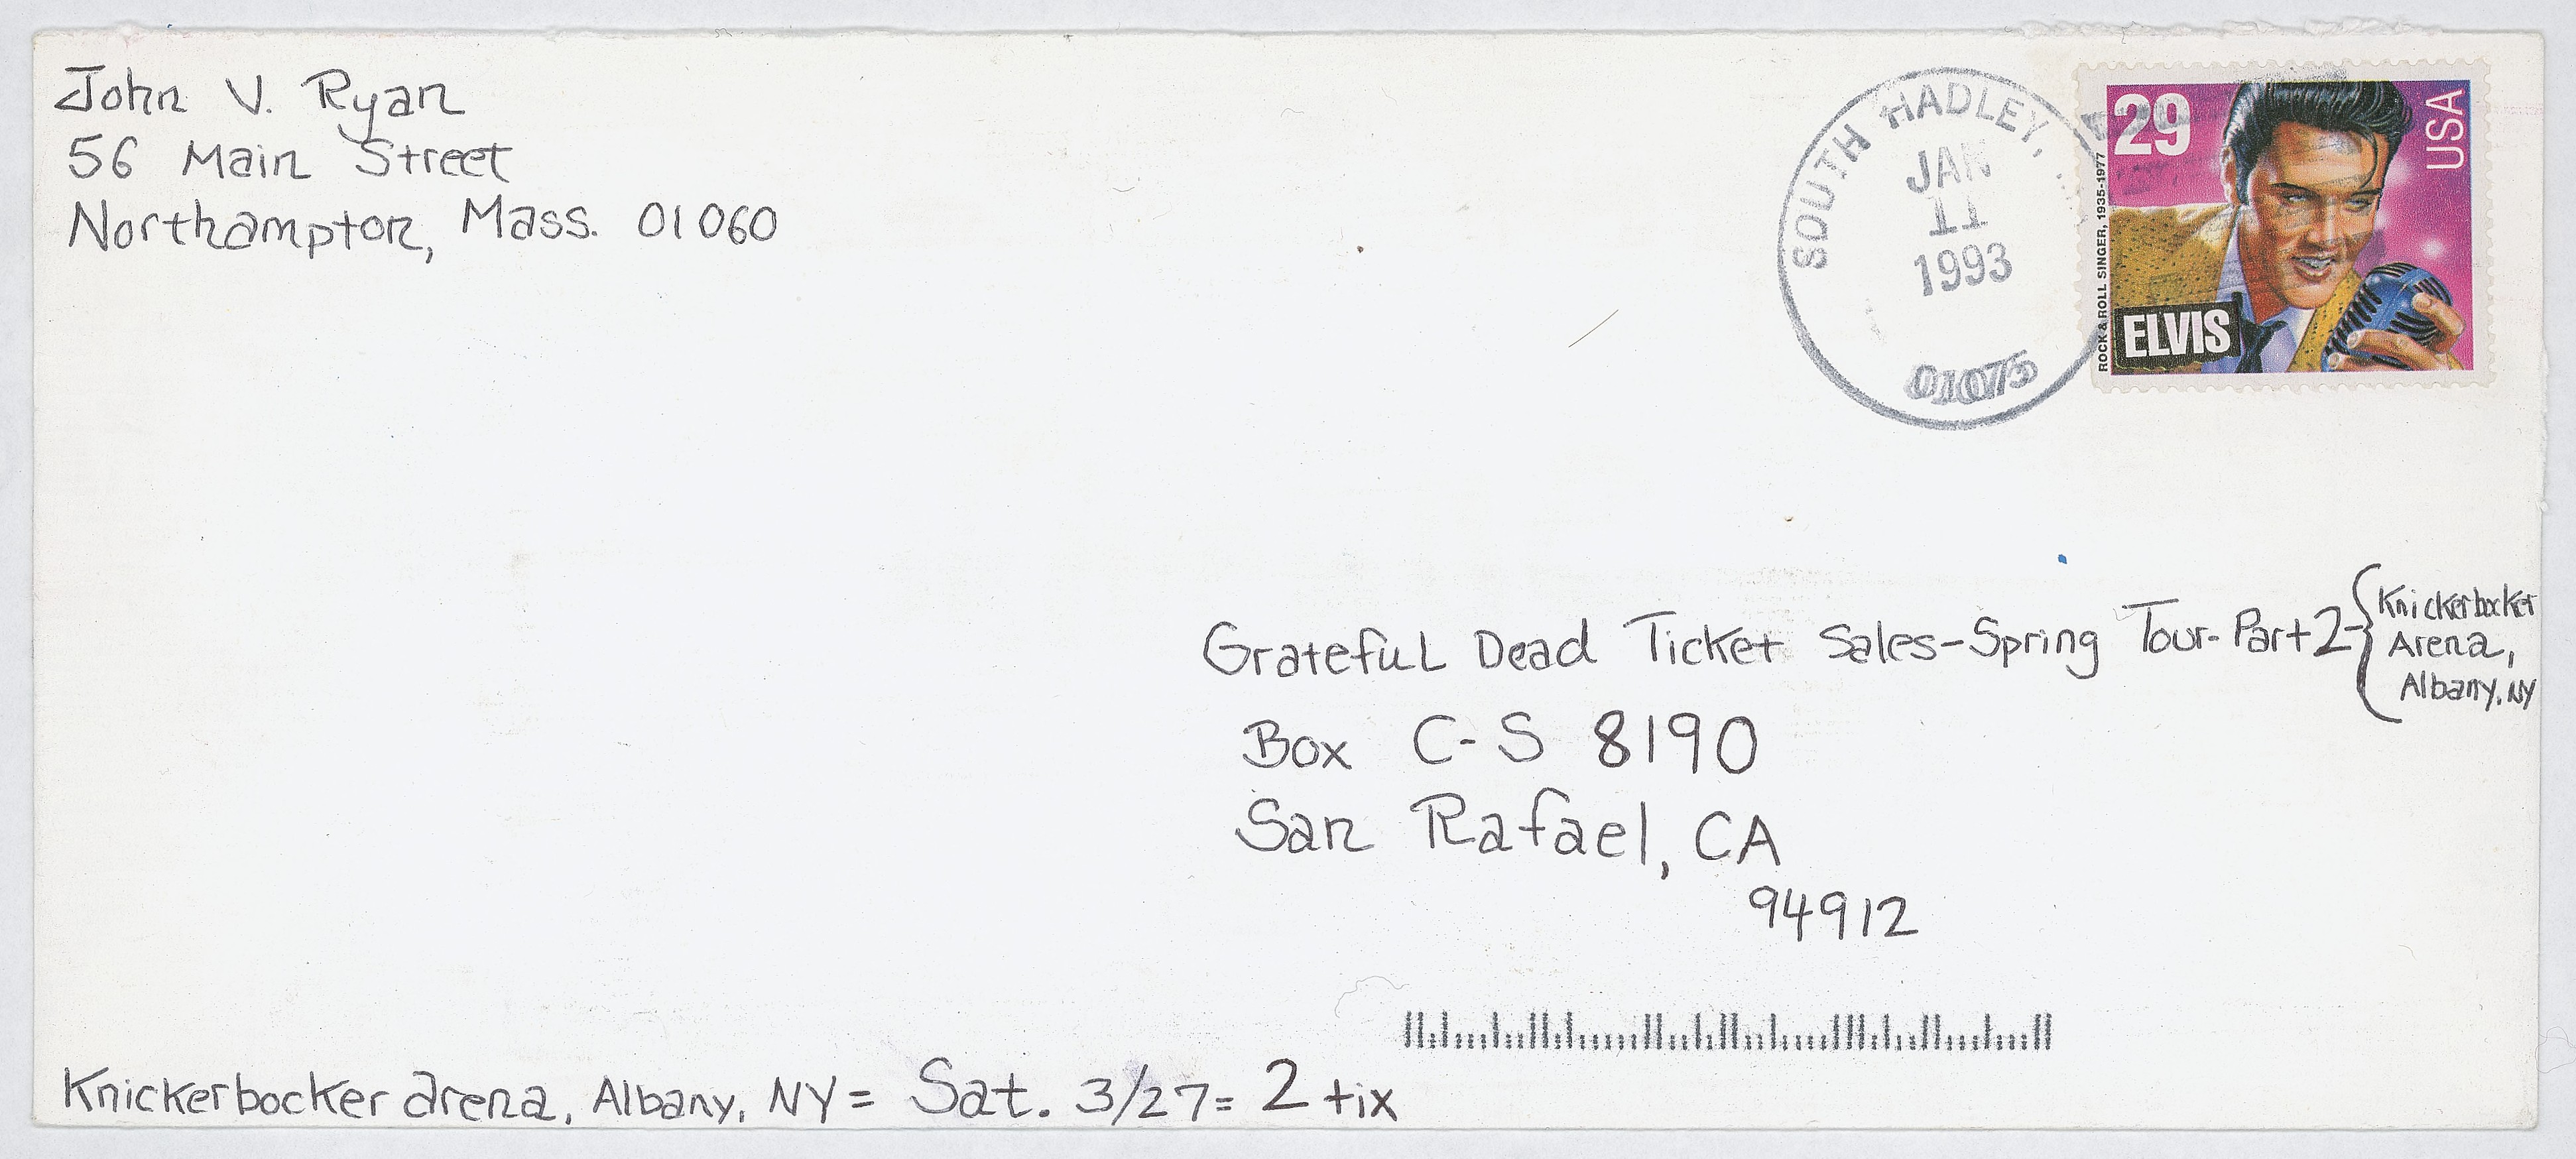 John V. Ryan
56 Main Street
Northampton, Mass. 01060
SOUTH HADLEY,
JAN
11
1993
01075
29
USA
ROCK & ROLL SINGER, 1935-1977
ELVIS
Grateful Dead Ticket Sales-Spring Tour-Part 2-{Knickerbocker
Arena,
Albany, NY
Box C-S 8190
San Rafael, CA
94912
Knickerbocker arena, Albany, NY = Sat. 3/27 = 2 tix